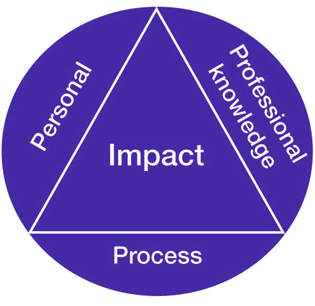 Personal
Professional
knowledge
Impact
Process